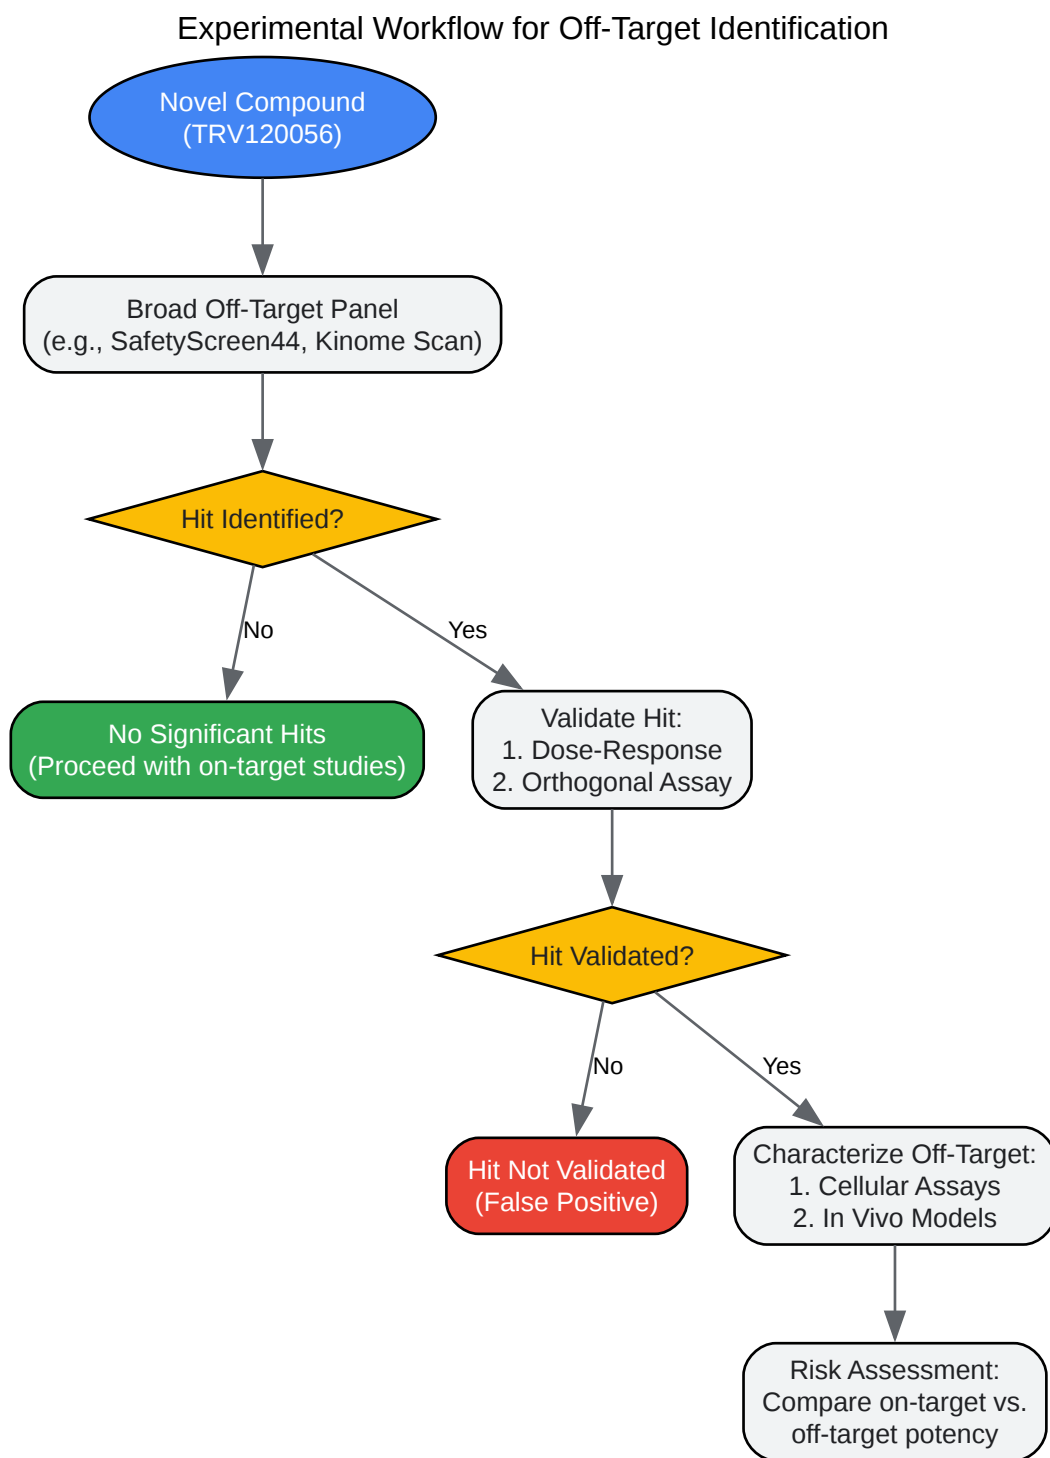 Experimental Workflow for Off-Target Identification
Novel Compound
(TRV120056)
Broad Off-Target Panel
(e.g., SafetyScreen44, Kinome Scan)
Hit Identified?
No
Yes
No Significant Hits
(Proceed with on-target studies)
Validate Hit:
1. Dose-Response
2. Orthogonal Assay
Hit Validated?
No
Yes
Hit Not Validated
(False Positive)
Characterize Off-Target:
1. Cellular Assays
2. In Vivo Models
Risk Assessment:
Compare on-target vs.
off-target potency